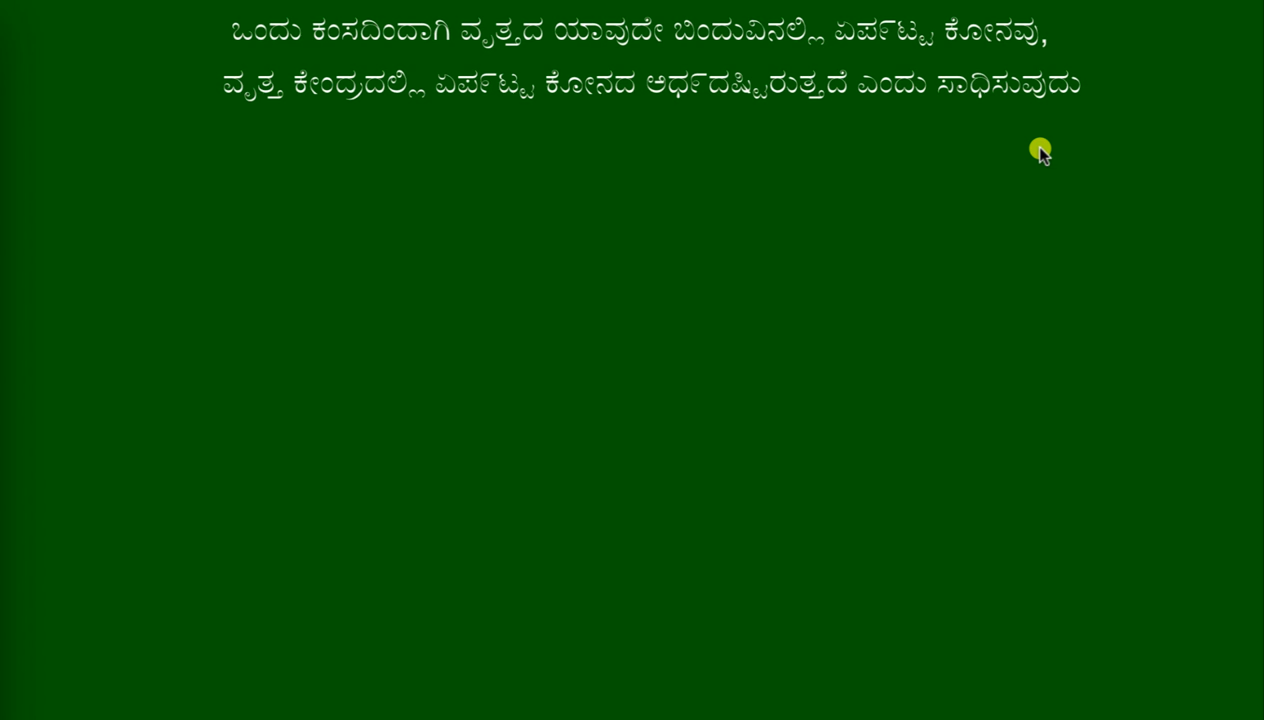 ಒಂದು ಕಂಸದಿಂದಾಗಿ ವೃತ್ತದ ಯಾವುದೇ ಬಿಂದುವಿನಲ್ಲಿ ಏರ್ಪಟ್ಟ ಕೋನವು,
ವೃತ್ತ ಕೇಂದ್ರದಲ್ಲಿ ಏರ್ಪಟ್ಟ ಕೋನದ ಅರ್ಧದಷ್ಟಿರುತ್ತದೆ ಎಂದು ಸಾಧಿಸುವುದು